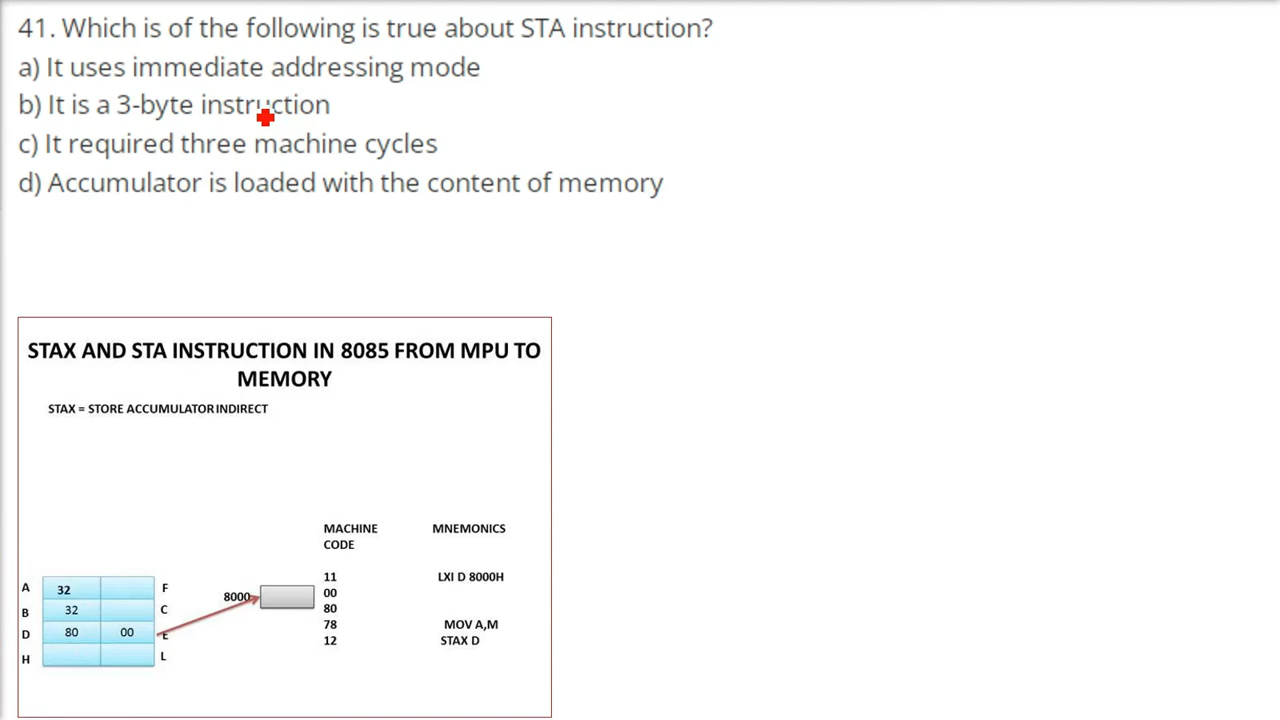 41. Which is of the following is true about STA instruction?
a) It uses immediate addressing mode
b) It is a 3-byte instruction
c) It required three machine cycles
d) Accumulator is loaded with the content of memory
STAX AND STA INSTRUCTION IN 8085 FROM MPU TO
MEMORY
STAX = STORE ACCUMULATOR INDIRECT
MACHINE MNEMONICS
CODE
11 LXI D 8000H
00
80
78 MOV A,M
12 STAX D
A 32 F
B 32 C
D 80 00 E
H L
8000